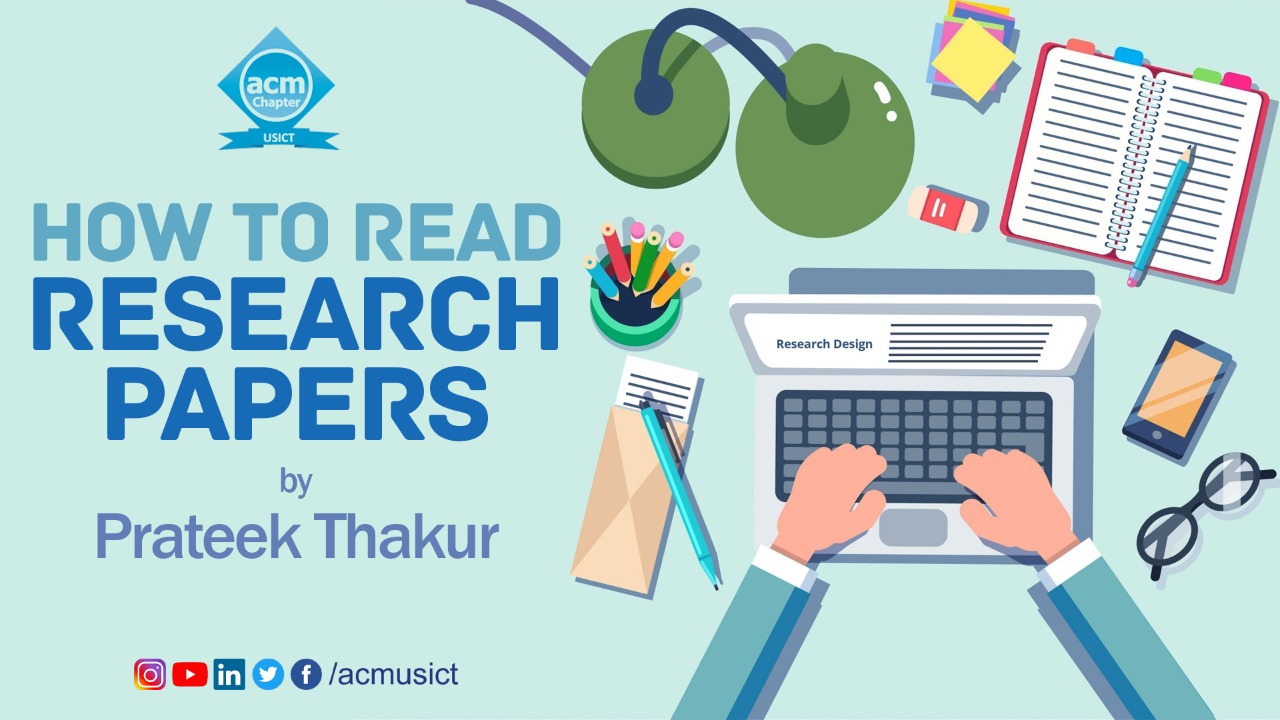 acm
Chapter
USICT
HOW TO READ
RESEARCH
PAPERS
by
Prateek Thakur
/acmusict
Research Design